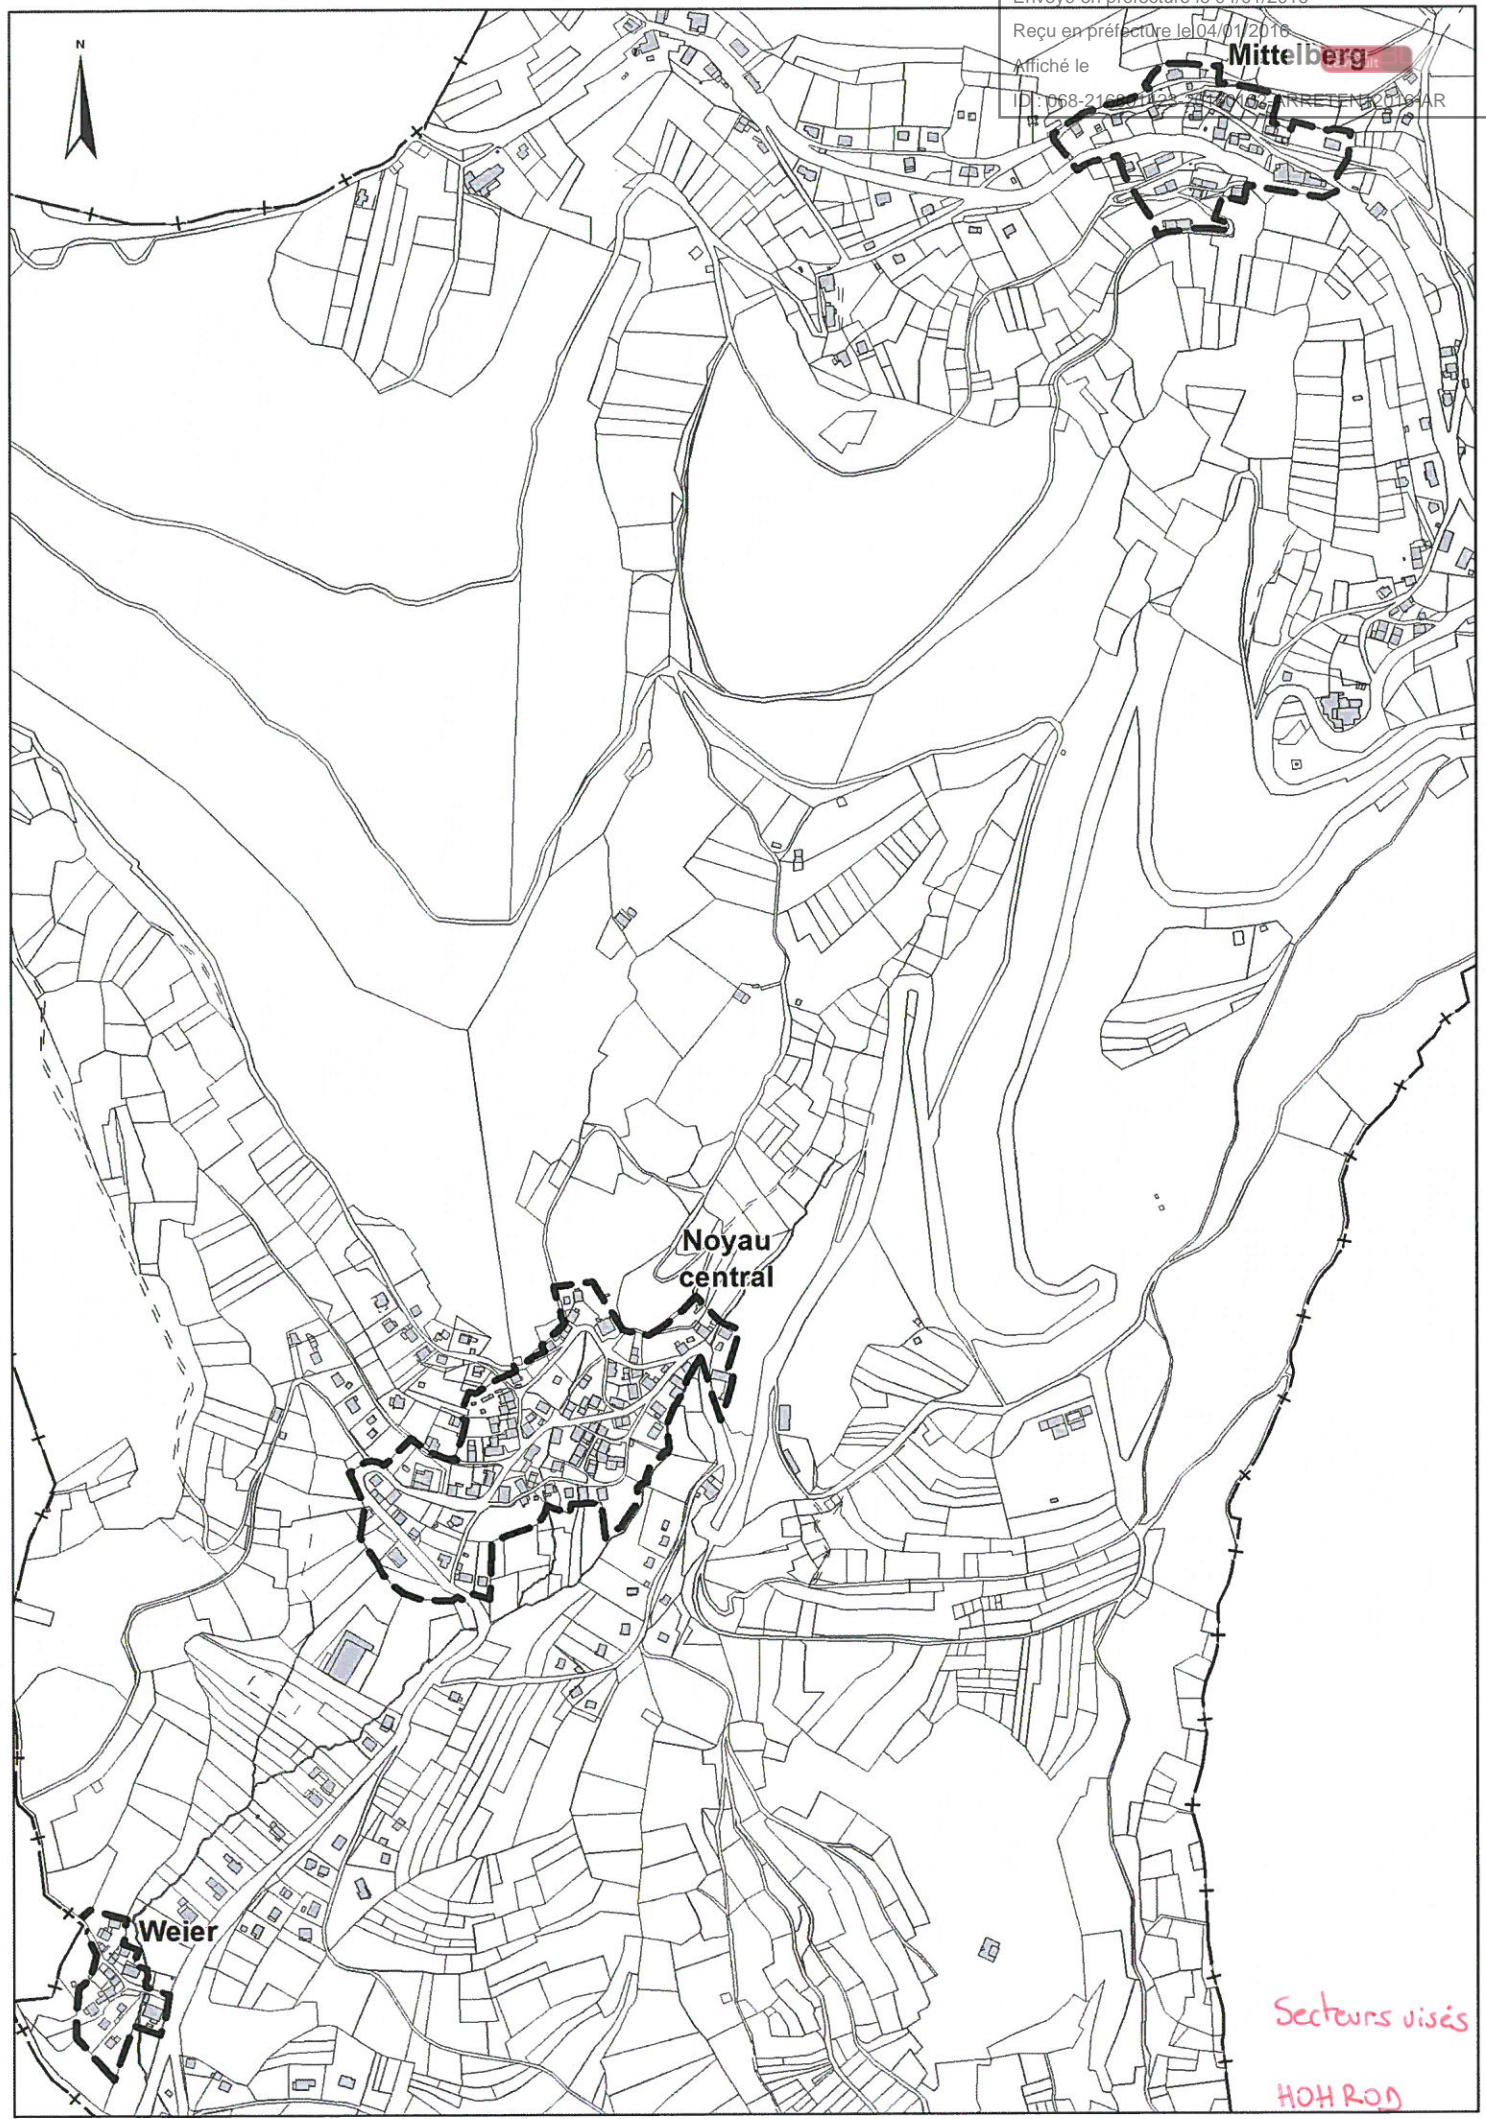 Reçu en préfecture le 04/01/2016
Affiché le
N
Mittelberg
Noyau
central
Weier
Secteurs visés
HOHROD